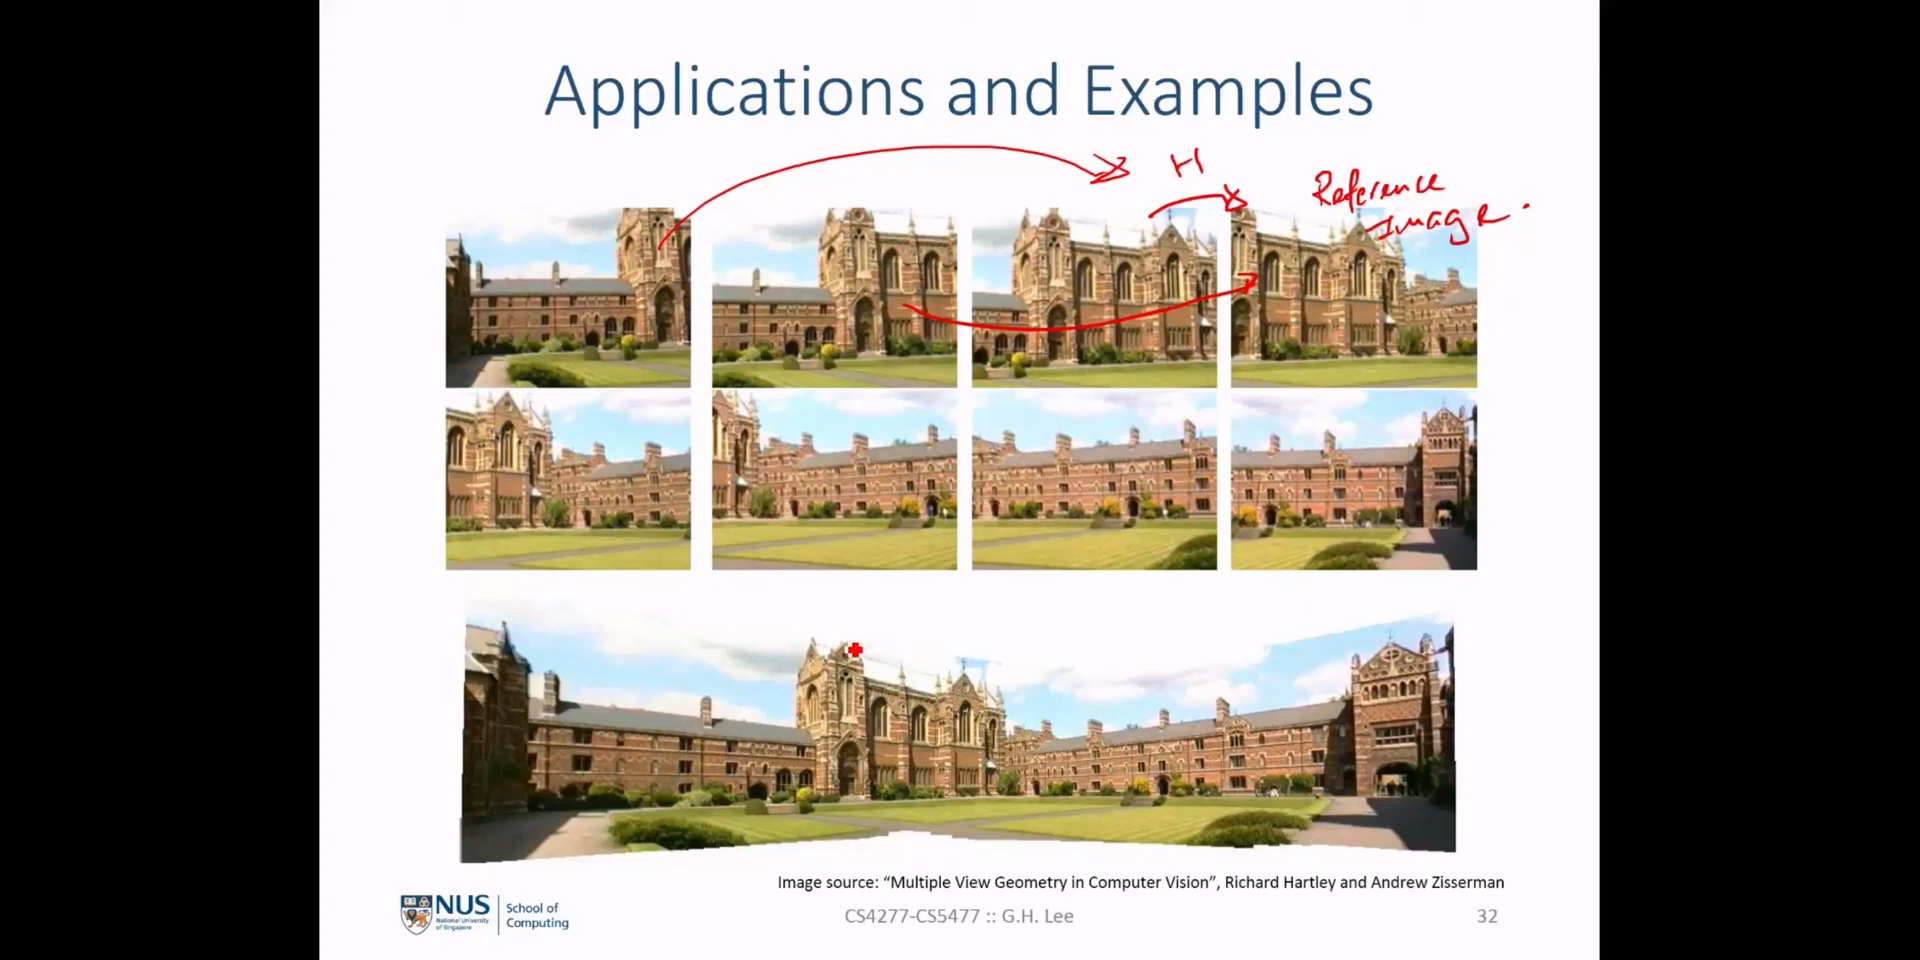 Applications and Examples
H
Reference
Image.
Image source: “Multiple View Geometry in Computer Vision”, Richard Hartley and Andrew Zisserman
NUS
National University
of Singapore
School of
Computing
CS4277-CS5477 :: G.H. Lee
32